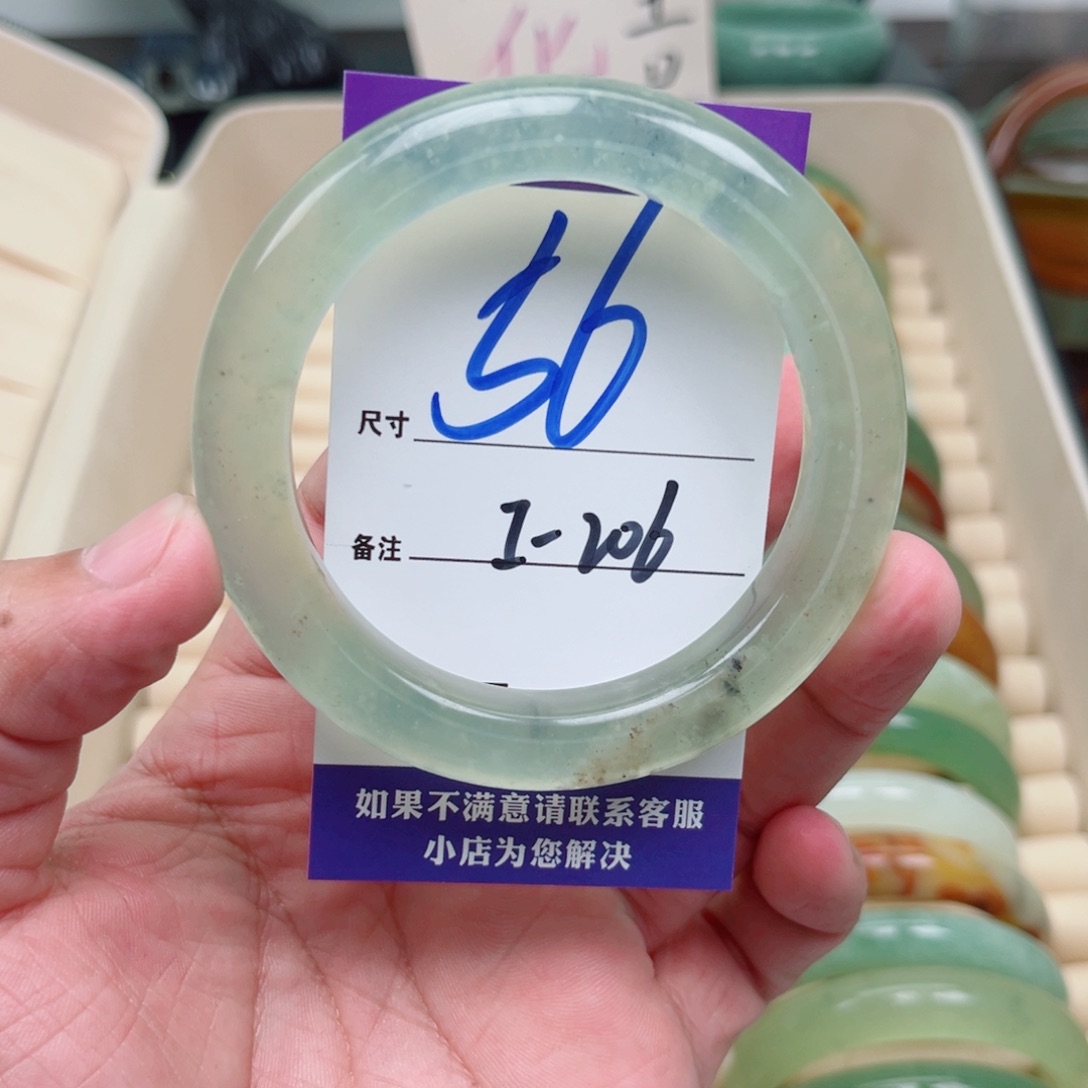 尺寸 56
备注 I-206
如果不满意请联系客服
小店为您解决